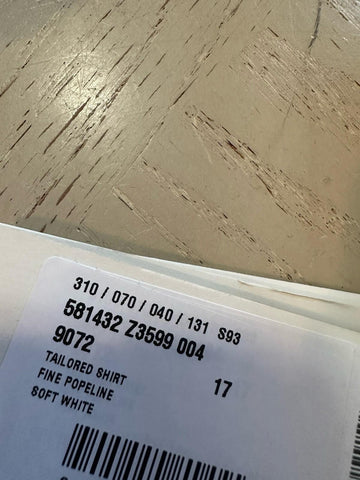 310 / 070 / 040 / 131 S93
581432 Z3599 004
9072 17
TAILORED SHIRT
FINE POPELINE
SOFT WHITE